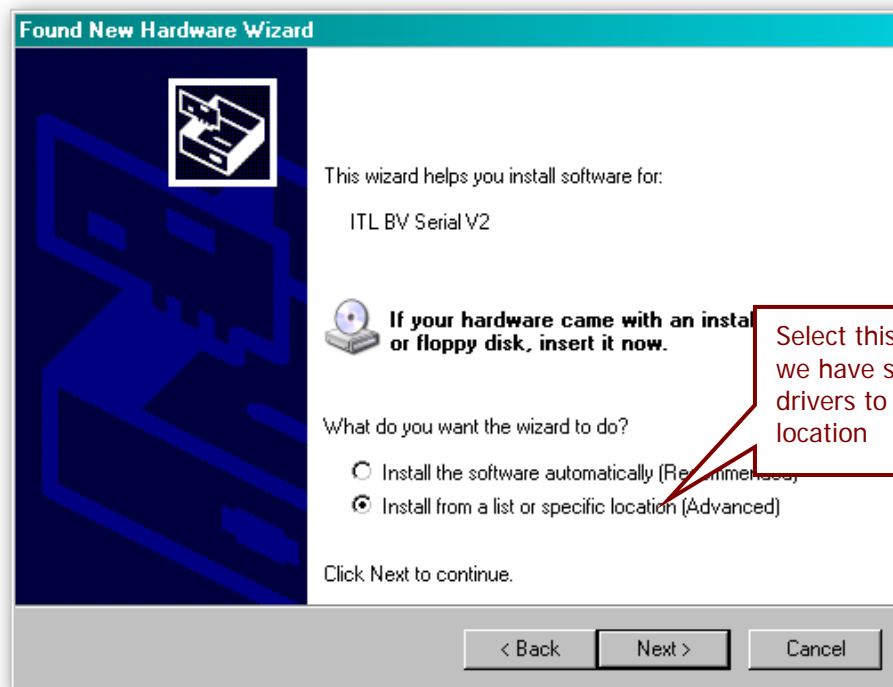 Found New Hardware Wizard
This wizard helps you install software for:
ITL BV Serial V2
If your hardware came with an instal
or floppy disk, insert it now.
Select this
we have s
drivers to
location
What do you want the wizard to do?
Install the software automatically (Recommended)
Install from a list or specific location (Advanced)
Click Next to continue.
< Back
Next >
Cancel